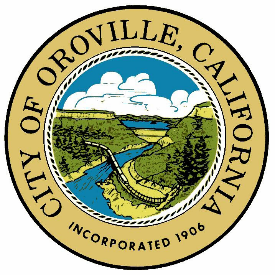 CITY OF OROVILLE, CALIFORNIA
INCORPORATED 1906